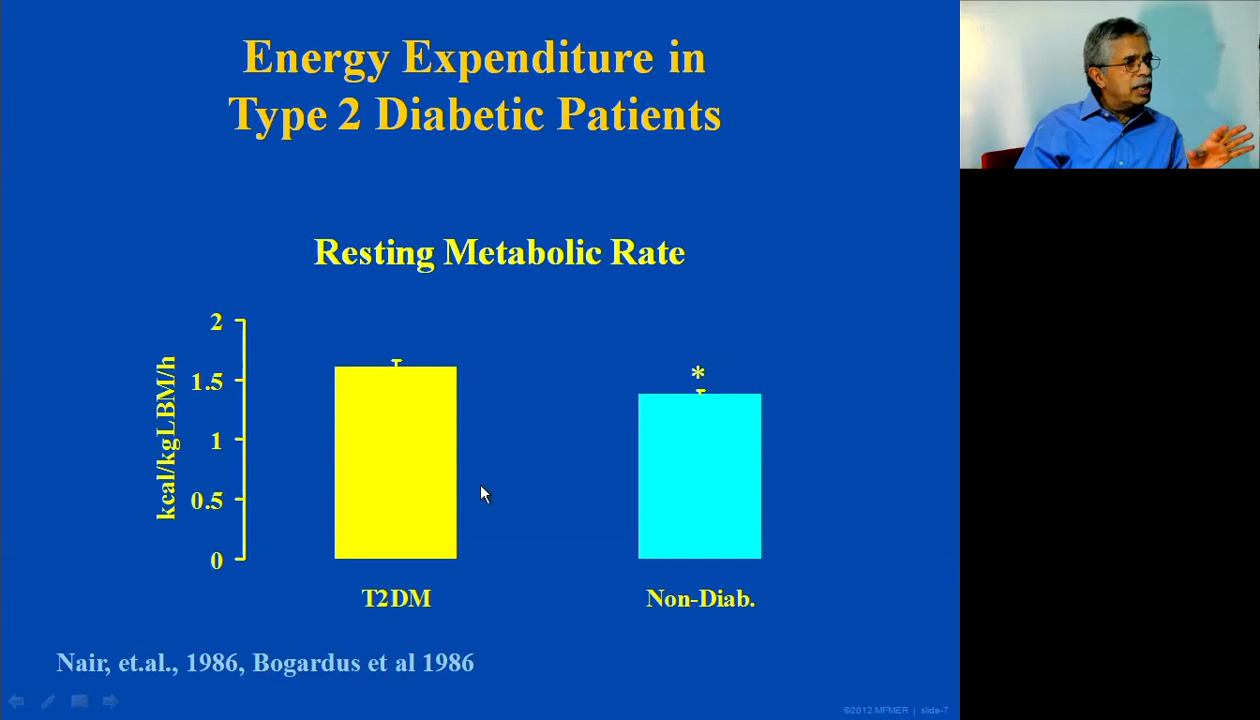 Energy Expenditure in
Type 2 Diabetic Patients
Resting Metabolic Rate
kcal/kgLBM/h
2
1.5
1
0.5
0
*
T2DM
Non-Diab.
Nair, et.al., 1986, Bogardus et al 1986
©2012 MFMER | slide-7